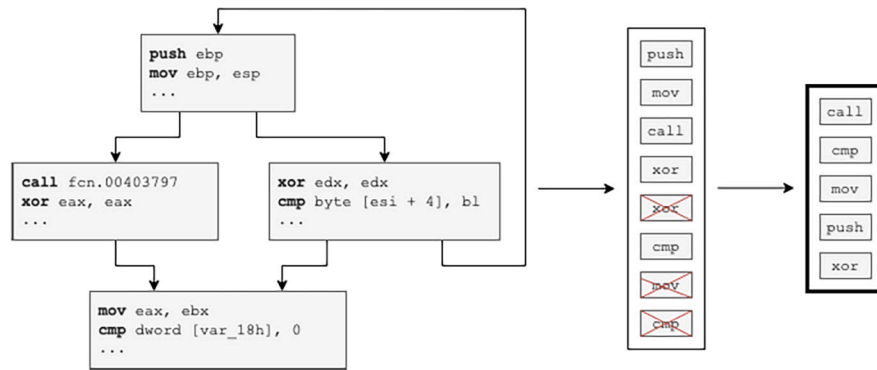 push ebp
mov ebp, esp
...
call fcn.00403797
xor eax, eax
...
xor edx, edx
cmp byte [esi + 4], bl
...
mov eax, ebx
cmp dword [var_18h], 0
...
push
mov
call
xor
xor
cmp
mov
cmp
call
cmp
mov
push
xor